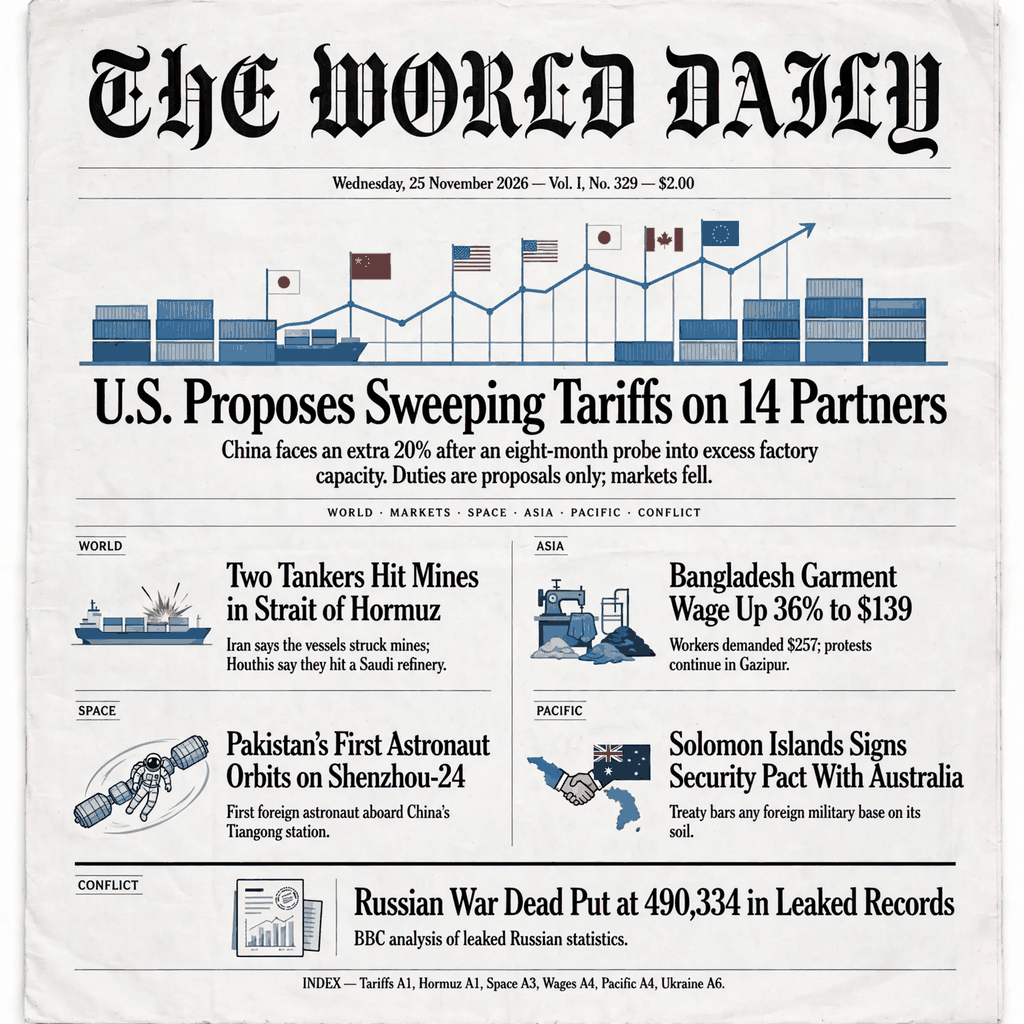 THE WORLD DAILY
Wednesday, 25 November 2026 — Vol. I, No. 329 — $2.00
U.S. Proposes Sweeping Tariffs on 14 Partners
China faces an extra 20% after an eight-month probe into excess factory
capacity. Duties are proposals only; markets fell.
WORLD · MARKETS · SPACE · ASIA · PACIFIC · CONFLICT
WORLD
Two Tankers Hit Mines
in Strait of Hormuz
Iran says the vessels struck mines;
Houthis say they hit a Saudi refinery.
SPACE
Pakistan's First Astronaut
Orbits on Shenzhou-24
First foreign astronaut aboard China's
Tiangong station.
ASIA
Bangladesh Garment
Wage Up 36% to $139
Workers demanded $257; protests
continue in Gazipur.
PACIFIC
Solomon Islands Signs
Security Pact With Australia
Treaty bars any foreign military base on its
soil.
CONFLICT
Russian War Dead Put at 490,334 in Leaked Records
BBC analysis of leaked Russian statistics.
INDEX — Tariffs A1, Hormuz A1, Space A3, Wages A4, Pacific A4, Ukraine A6.